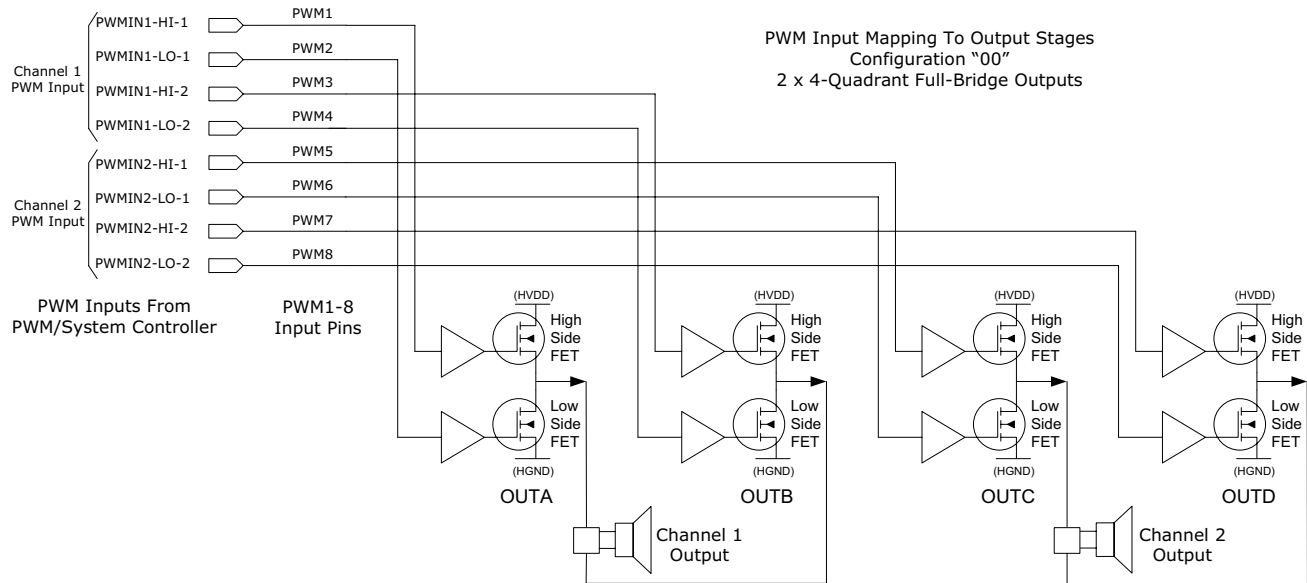 PWM Input Mapping To Output Stages
Configuration “00”
2 x 4-Quadrant Full-Bridge Outputs
Channel 1
PWM Input
PWMIN1-HI-1
PWM1
PWMIN1-LO-1
PWM2
PWMIN1-HI-2
PWM3
PWMIN1-LO-2
PWM4
Channel 2
PWM Input
PWMIN2-HI-1
PWM5
PWMIN2-LO-1
PWM6
PWMIN2-HI-2
PWM7
PWMIN2-LO-2
PWM8
PWM Inputs From
PWM/System Controller
PWM1-8
Input Pins
(HVDD)
High
Side
FET
Low
Side
FET
(HGND)
OUTA
(HVDD)
High
Side
FET
Low
Side
FET
(HGND)
OUTB
(HVDD)
High
Side
FET
Low
Side
FET
(HGND)
OUTC
(HVDD)
High
Side
FET
Low
Side
FET
(HGND)
OUTD
Channel 1
Output
Channel 2
Output